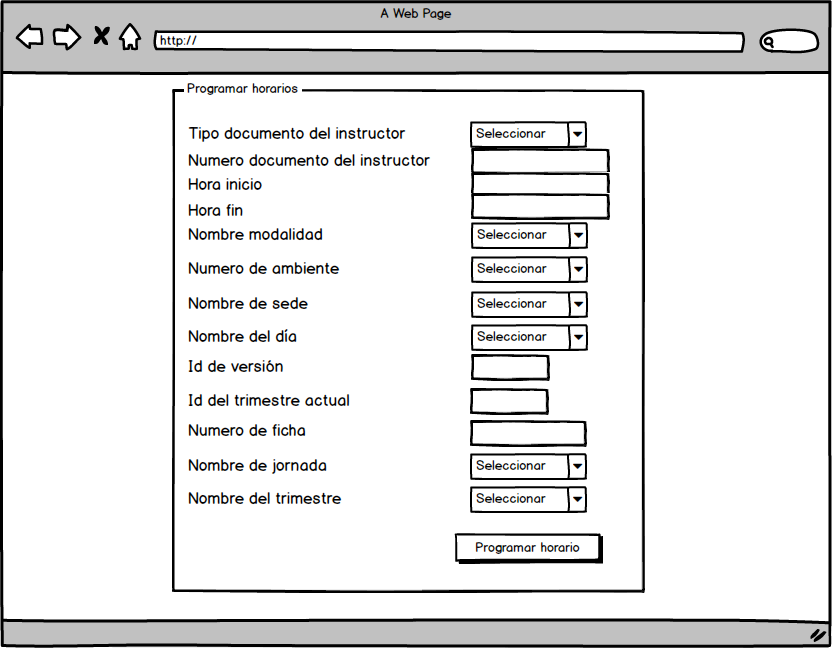 A Web Page
http://
Programar horarios
Tipo documento del instructor Seleccionar
Numero documento del instructor
Hora inicio
Hora fin
Nombre modalidad Seleccionar
Numero de ambiente Seleccionar
Nombre de sede Seleccionar
Nombre del día Seleccionar
Id de versión
Id del trimestre actual
Numero de ficha
Nombre de jornada Seleccionar
Nombre del trimestre Seleccionar
Programar horario